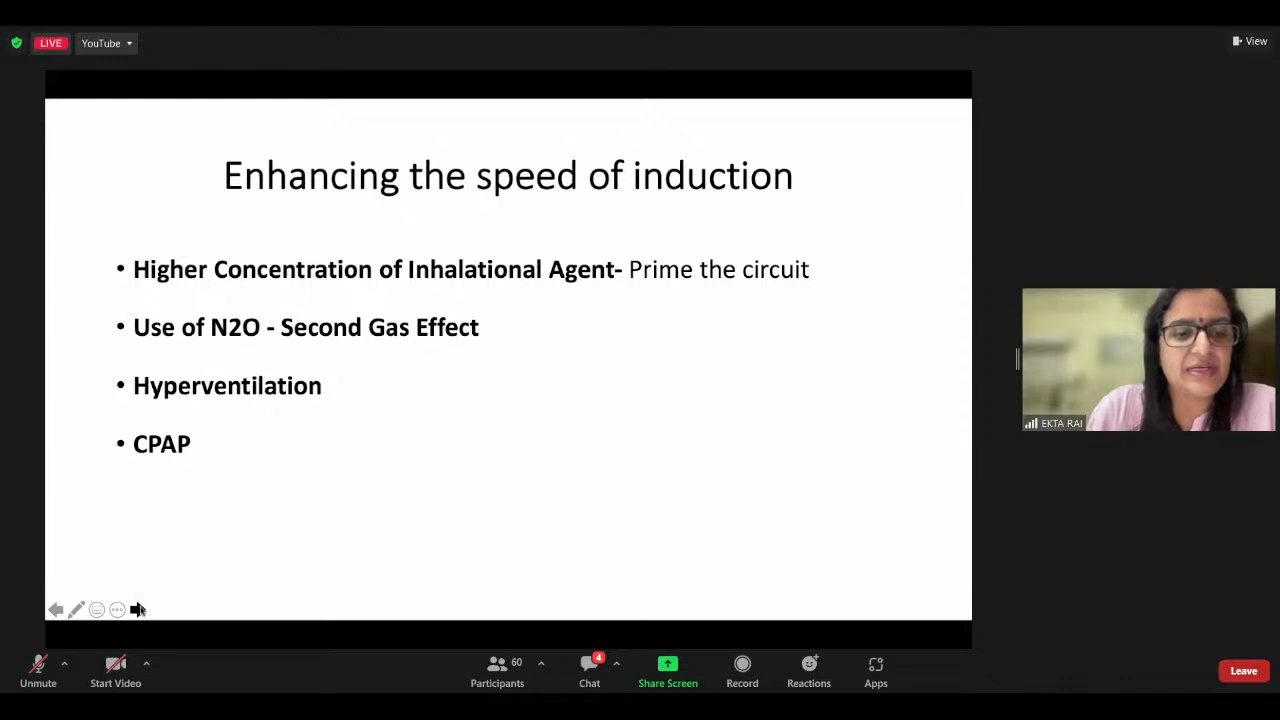 LIVE
YouTube
View
Enhancing the speed of induction
• Higher Concentration of Inhalational Agent- Prime the circuit
• Use of N2O - Second Gas Effect
• Hyperventilation
• CPAP
EKTA RAI
Unmute
Start Video
60
Participants
4
Chat
Share Screen
Record
Reactions
Apps
Leave